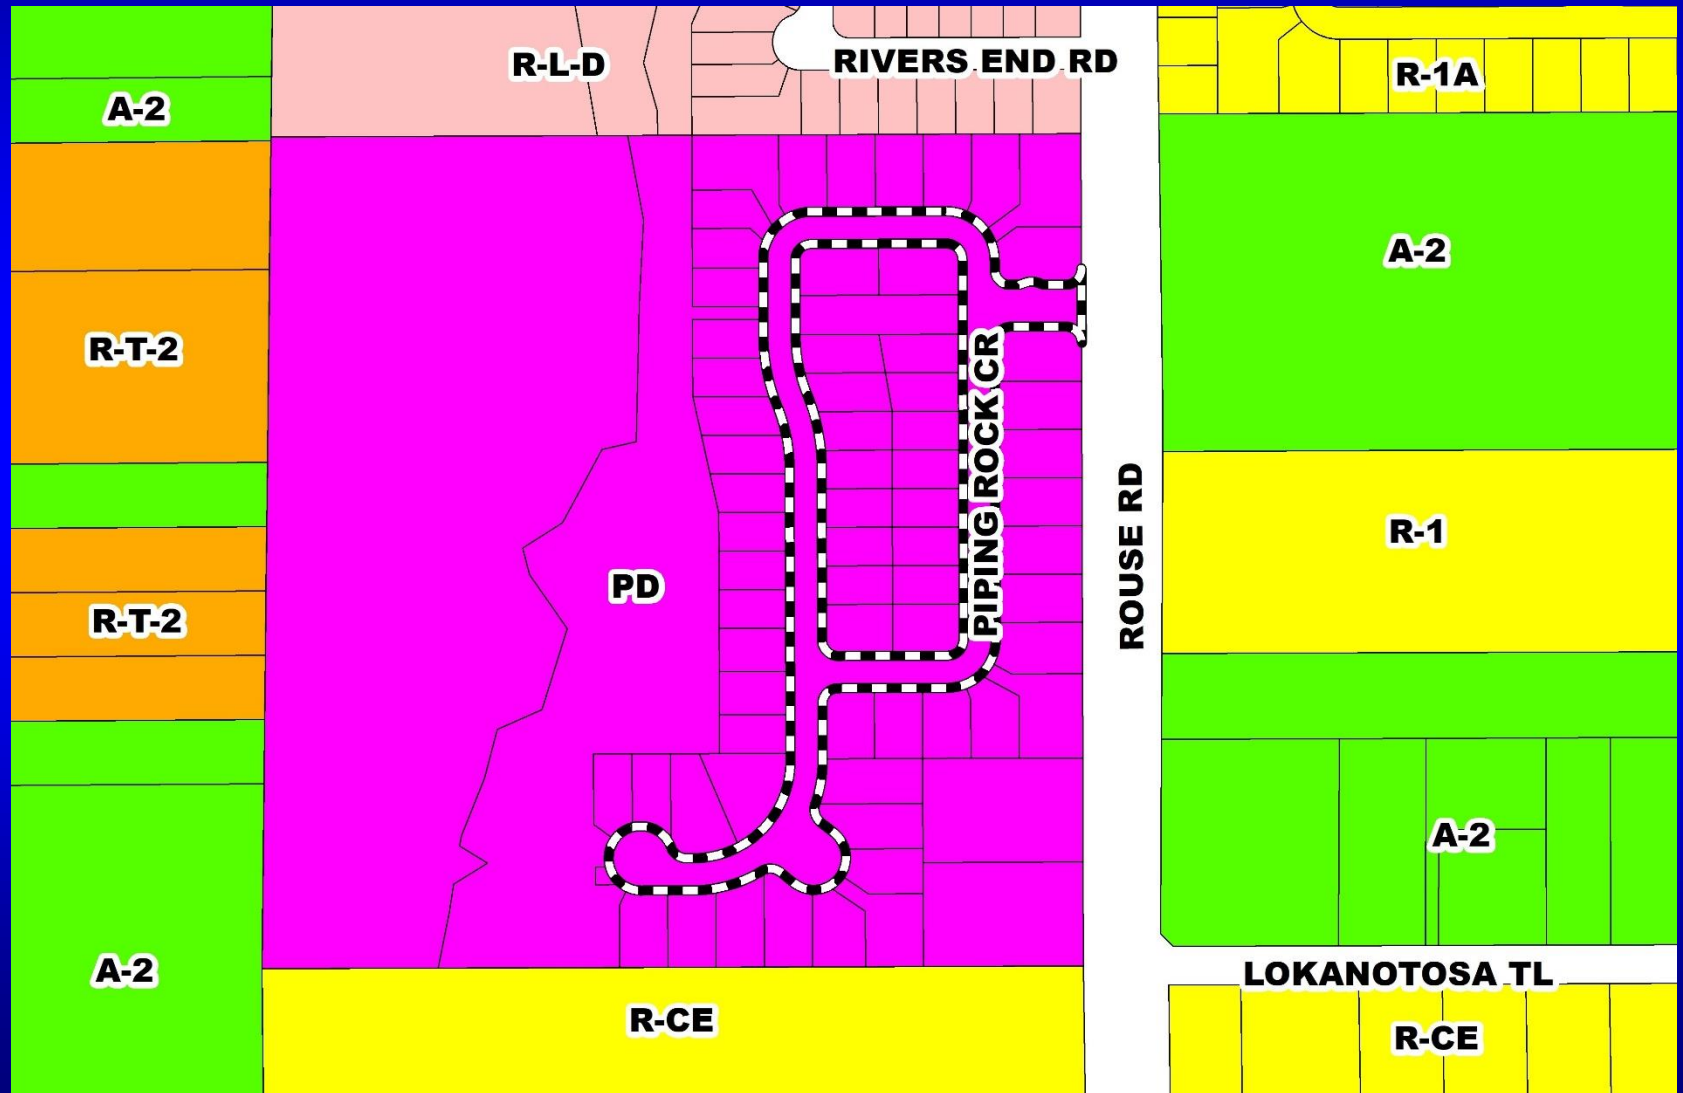 R-L-D
RIVERS END RD
R-1A
A-2
A-2
R-T-2
PIPING ROCK CR
ROUSE RD
R-1
PD
R-T-2
A-2
A-2
LOKANOTOSA TL
R-CE
R-CE